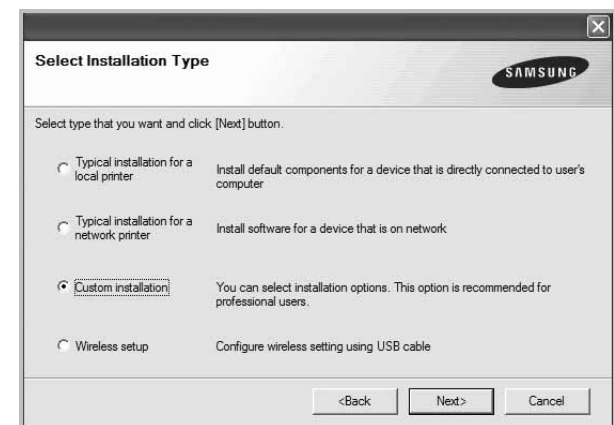 Select Installation Type
SAMSUNG
Select type that you want and click [Next] button.
Typical installation for a
local printer
Install default components for a device that is directly connected to user's
computer
Typical installation for a
network printer
Install software for a device that is on network
Custom installation
You can select installation options. This option is recommended for
professional users.
Wireless setup
Configure wireless setting using USB cable
<Back
Next>
Cancel